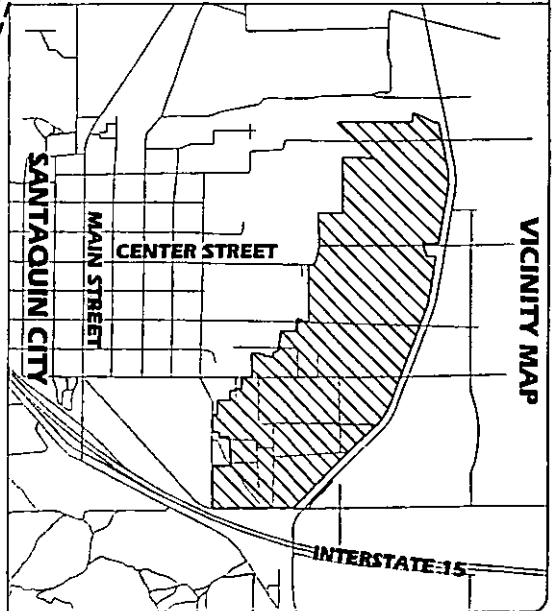 VICINITY MAP
INTERSTATE 15
CENTER STREET
MAIN STREET
SANTAQUIN CITY